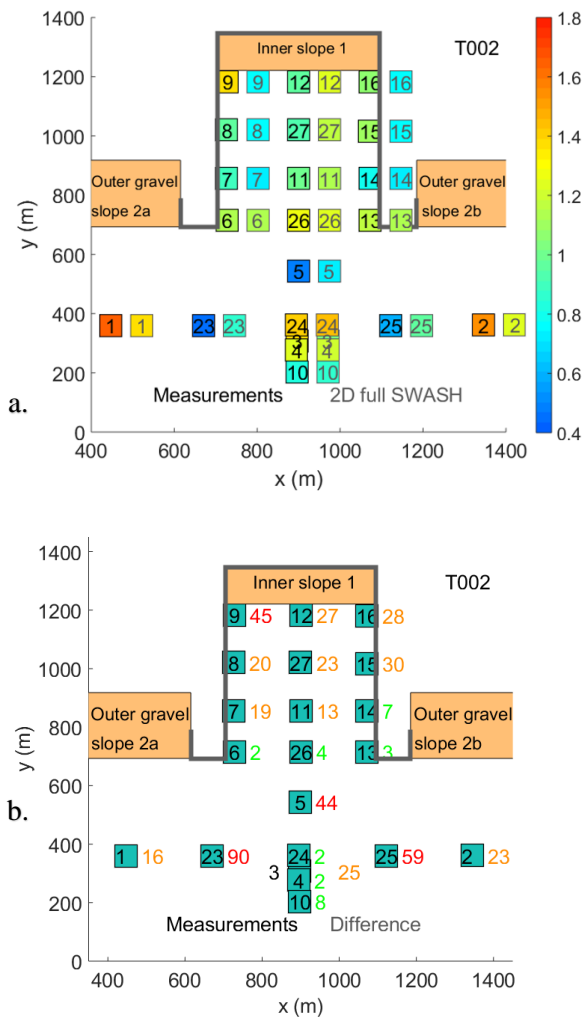 1400
1200
1000
800
600
400
200
0
y (m)
Inner slope 1
T002
9 9 12 12 16 16
8 8 27 27 15 15
7 7 11 11 14 14
Outer gravel
slope 2a
Outer gravel
slope 2b
6 6 26 26 13 13
5 5
1 1 23 23 24 24 25 25 2 2
3 3
4 4
10 10
Measurements 2D full SWASH
400 600 800 1000 1200 1400
x (m)
1.8
1.6
1.4
1.2
1
0.8
0.6
0.4
a.
1400
1200
1000
800
600
400
200
0
y (m)
Inner slope 1
T002
9 45 12 27 16 28
8 20 27 23 15 30
7 19 11 13 14 7
Outer gravel
slope 2a
Outer gravel
slope 2b
6 2 26 4 13 3
5 44
1 16 23 90 24 2 25 59 2 23
3 25
4 2
10 8
Measurements Difference
400 600 800 1000 1200 1400
x (m)
b.